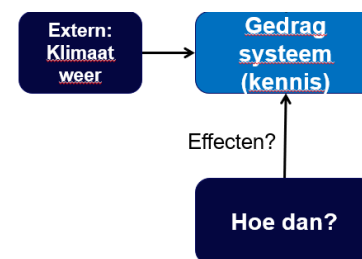 Extern:
Klimaat
weer
Gedrag
systeem
(kennis)
Effecten?
Hoe dan?